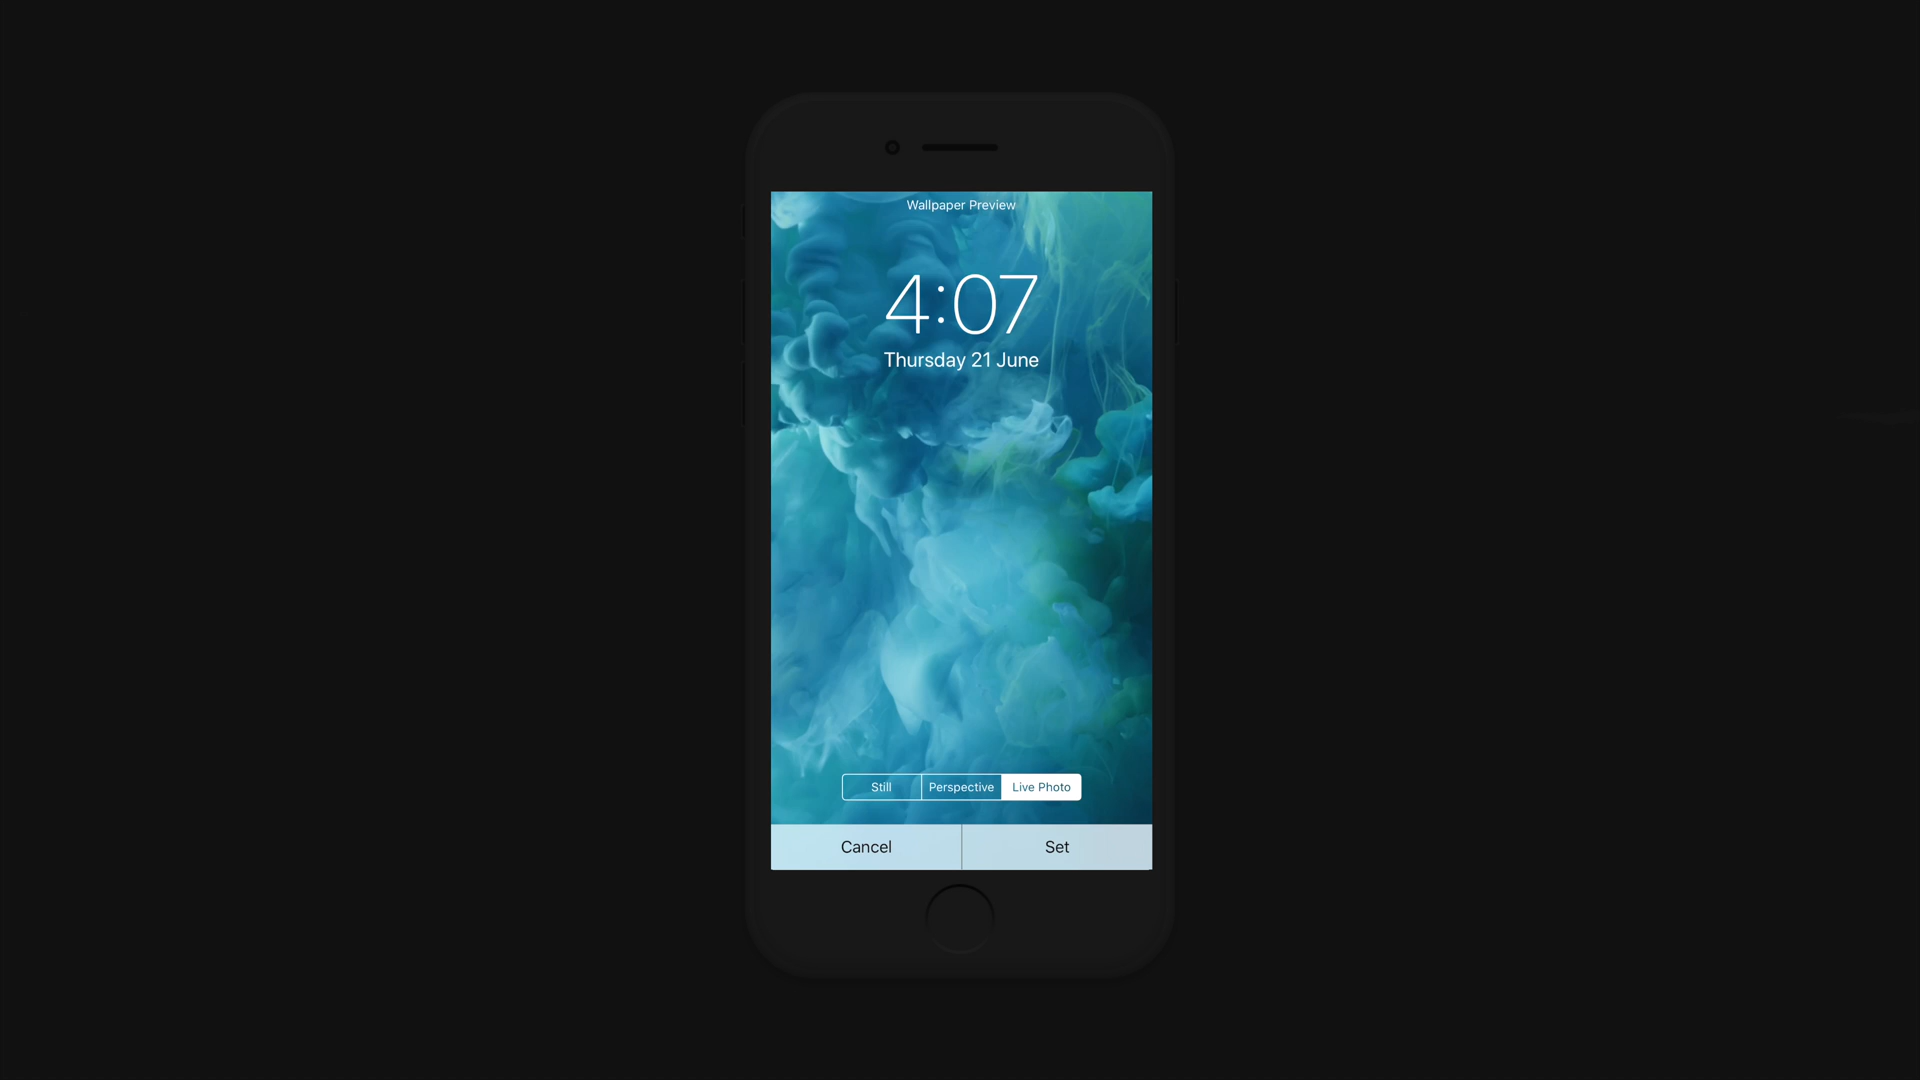 Wallpaper Preview
4:07
Thursday 21 June
Still Perspective Live Photo
Cancel Set